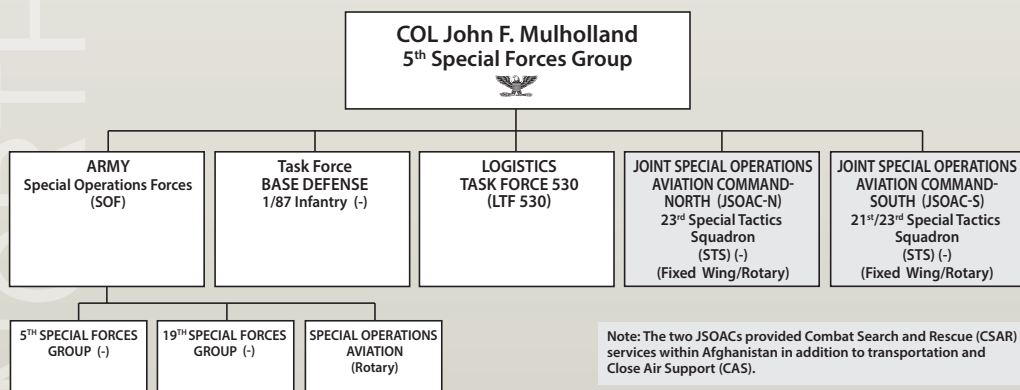 COL John F. Mulholland
5th Special Forces Group
ARMY
Special Operations Forces
(SOF)
Task Force
BASE DEFENSE
1/87 Infantry (-)
LOGISTICS
TASK FORCE 530
(LTF 530)
JOINT SPECIAL OPERATIONS
AVIATION COMMAND-
NORTH (JSOAC-N)
23rd Special Tactics
Squadron
(STS) (-)
(Fixed Wing/Rotary)
JOINT SPECIAL OPERATIONS
AVIATION COMMAND-
SOUTH (JSOAC-S)
21st/23rd Special Tactics
Squadron
(STS) (-)
(Fixed Wing/Rotary)
5TH SPECIAL FORCES
GROUP (-)
19TH SPECIAL FORCES
GROUP (-)
SPECIAL OPERATIONS
AVIATION
(Rotary)
Note: The two JSOACs provided Combat Search and Rescue (CSAR)
services within Afghanistan in addition to transportation and
Close Air Support (CAS).